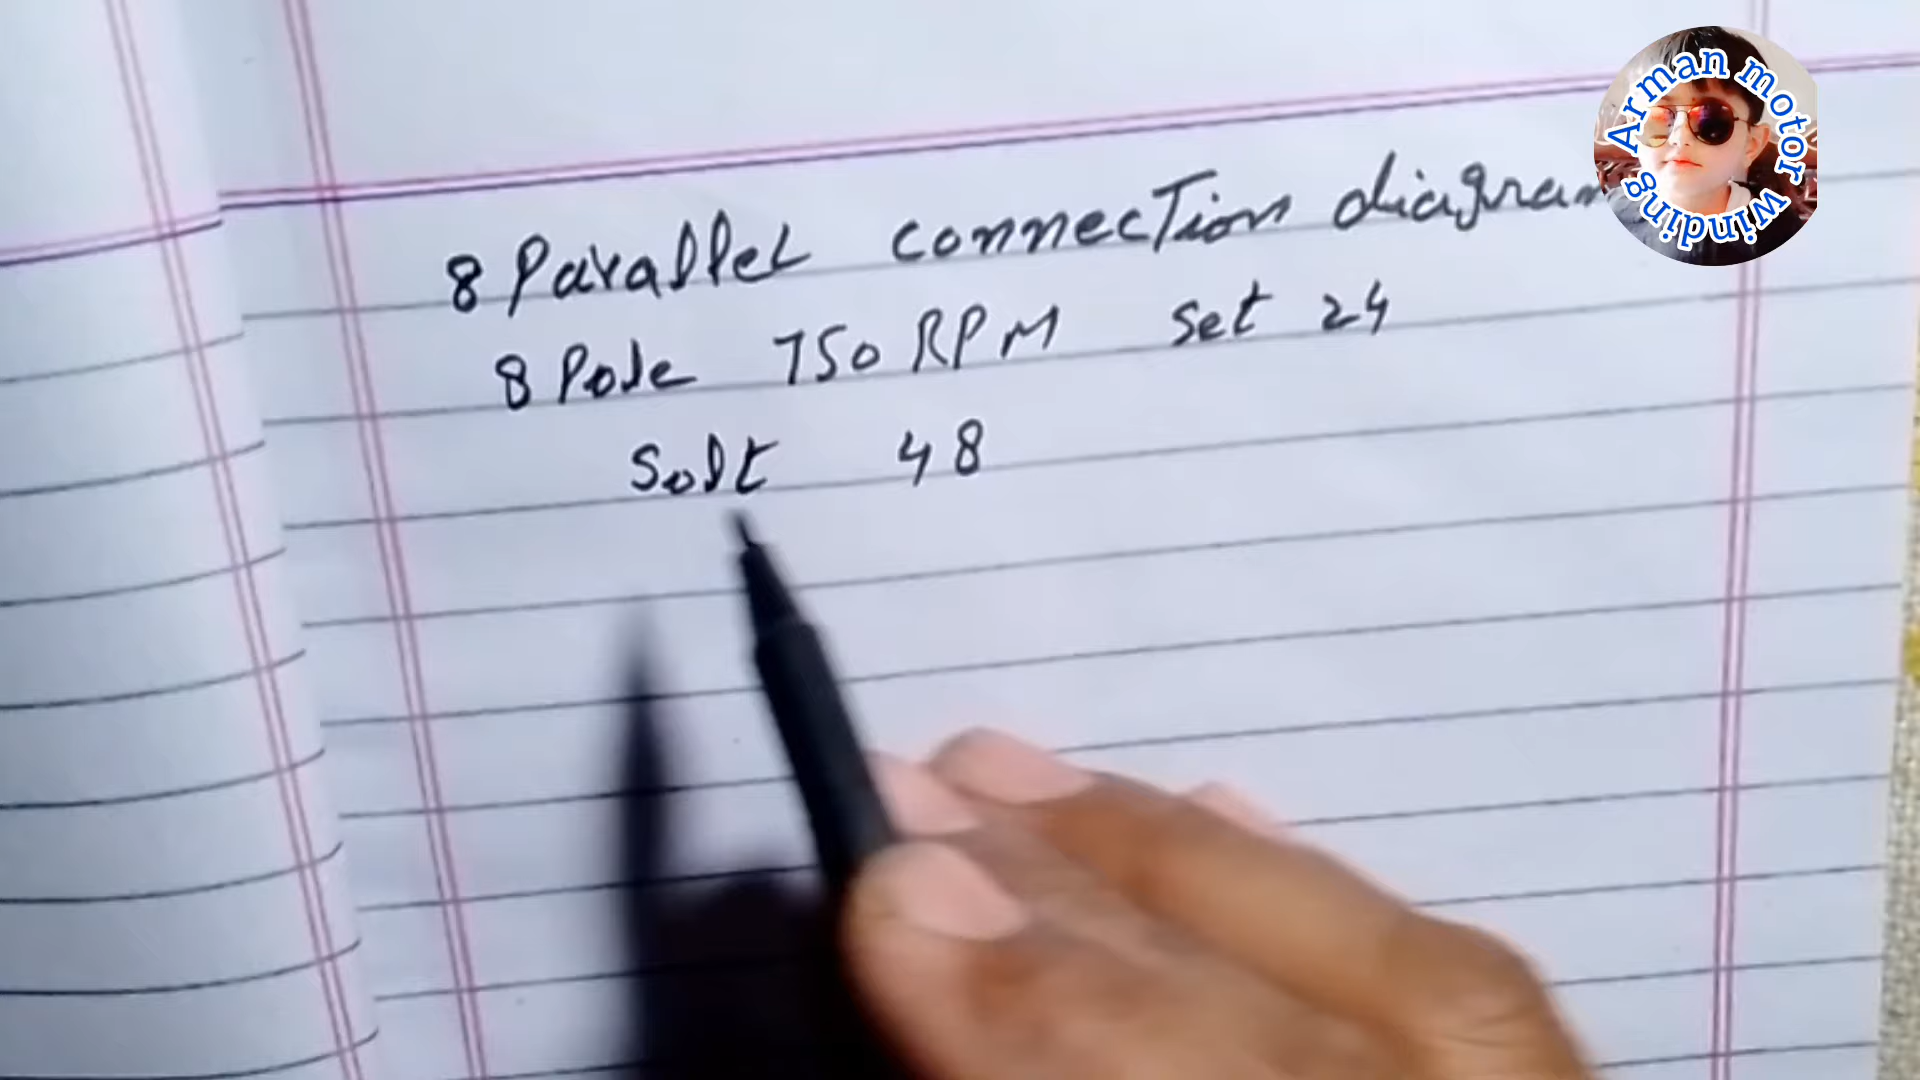 8 Parallel connection diagram
8 Pole 750 RPM set 24
Solt 48
Arman motor winding